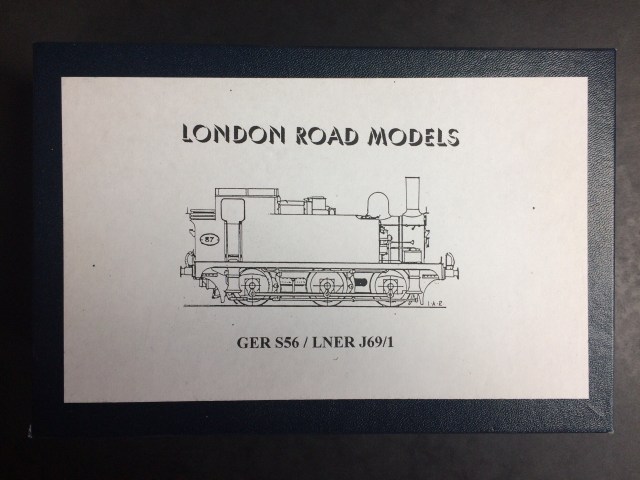 LONDON ROAD MODELS
87
I.A.R.
GER S56 / LNER J69/1